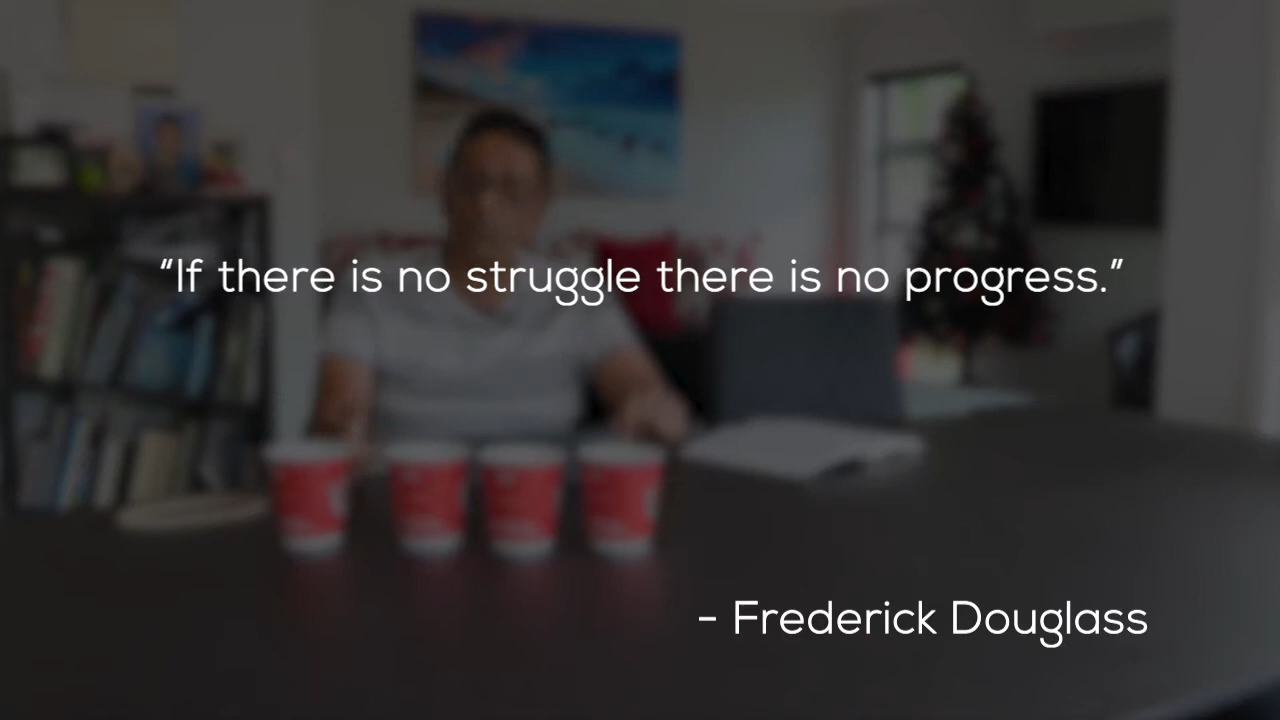 “If there is no struggle there is no progress.”
- Frederick Douglass